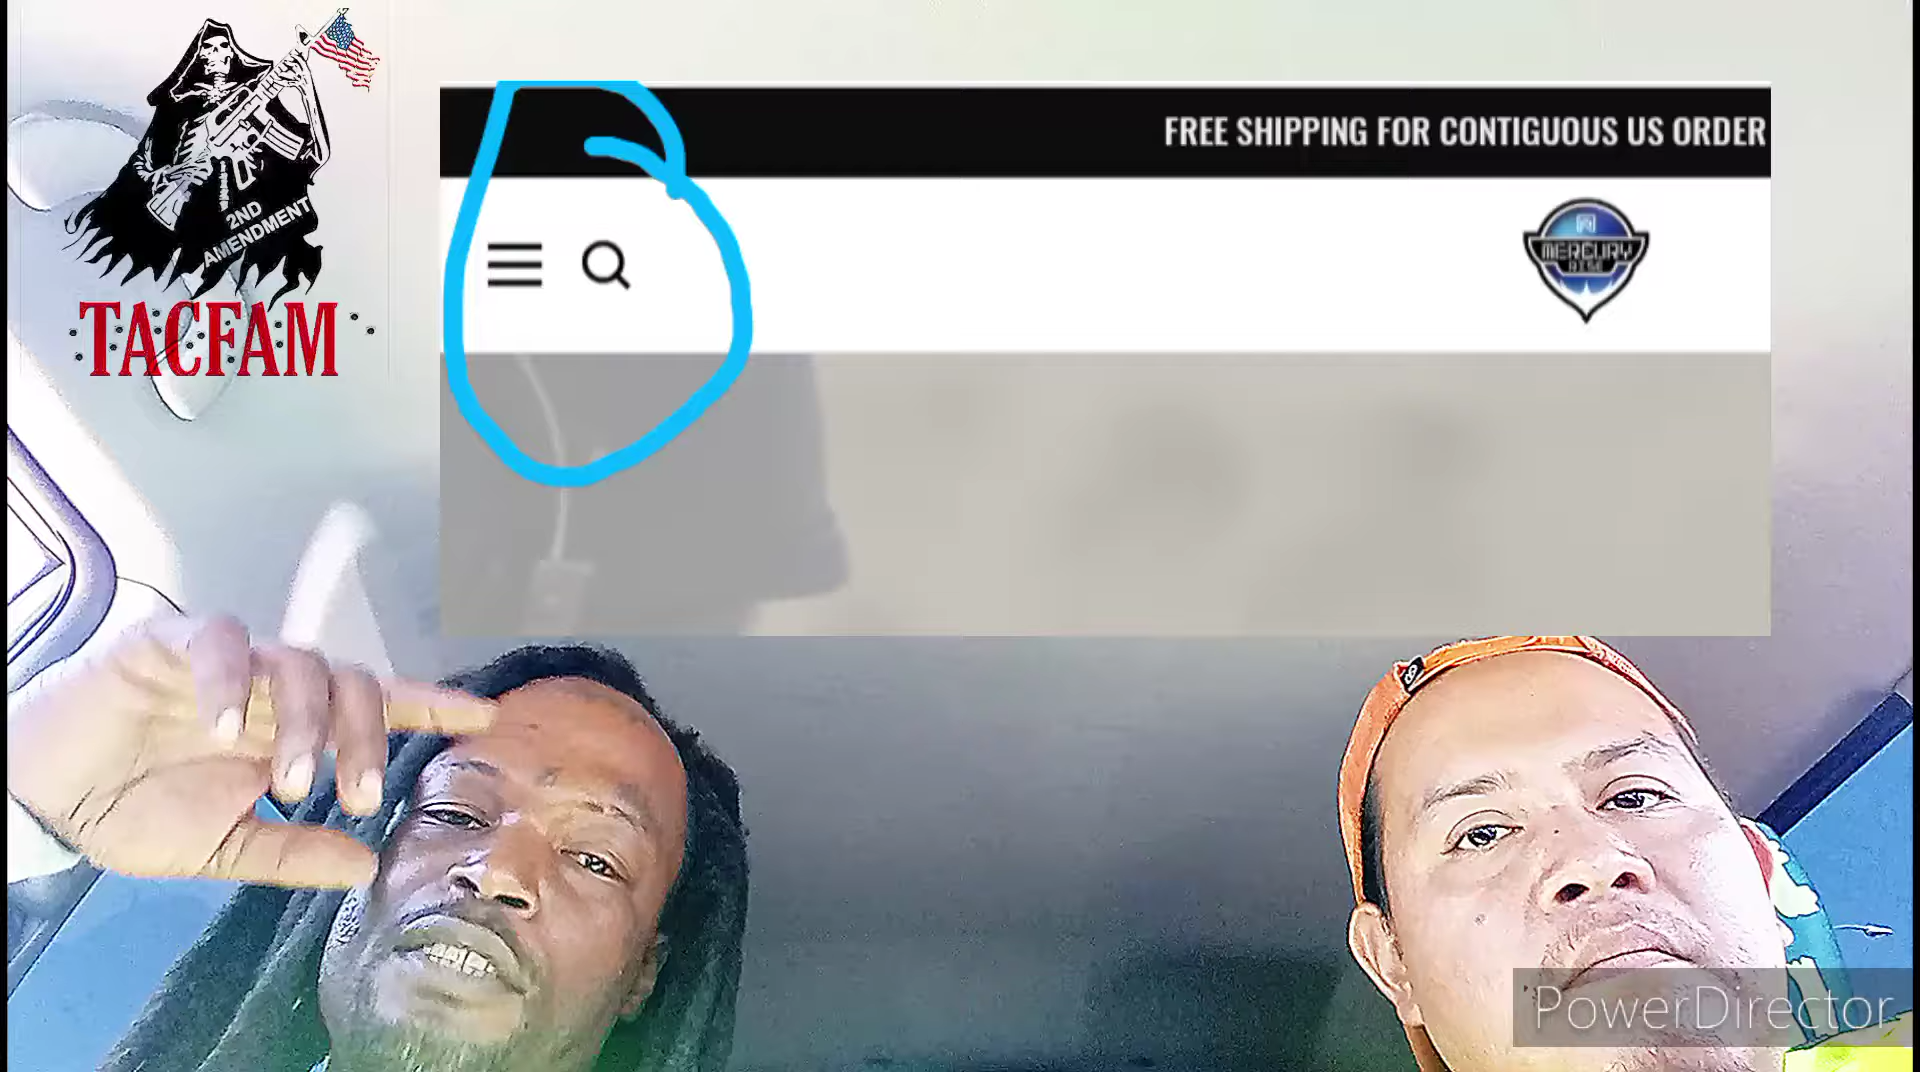 2ND
AMENDMENT
TACFAM
FREE SHIPPING FOR CONTIGUOUS US ORDER
MERCURY
PowerDirector